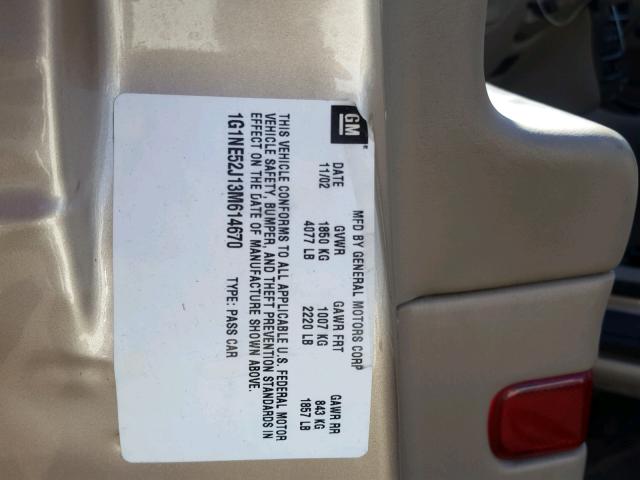 GM
MFD BY GENERAL MOTORS CORP
DATE GVWR GAWR FRT GAWR RR
11/02 1850 KG 1007 KG 843 KG
4077 LB 2220 LB 1857 LB
THIS VEHICLE CONFORMS TO ALL APPLICABLE U.S. FEDERAL MOTOR
VEHICLE SAFETY, BUMPER, AND THEFT PREVENTION STANDARDS IN
EFFECT ON THE DATE OF MANUFACTURE SHOWN ABOVE.
1G1NE52J13M614670 TYPE: PASS CAR